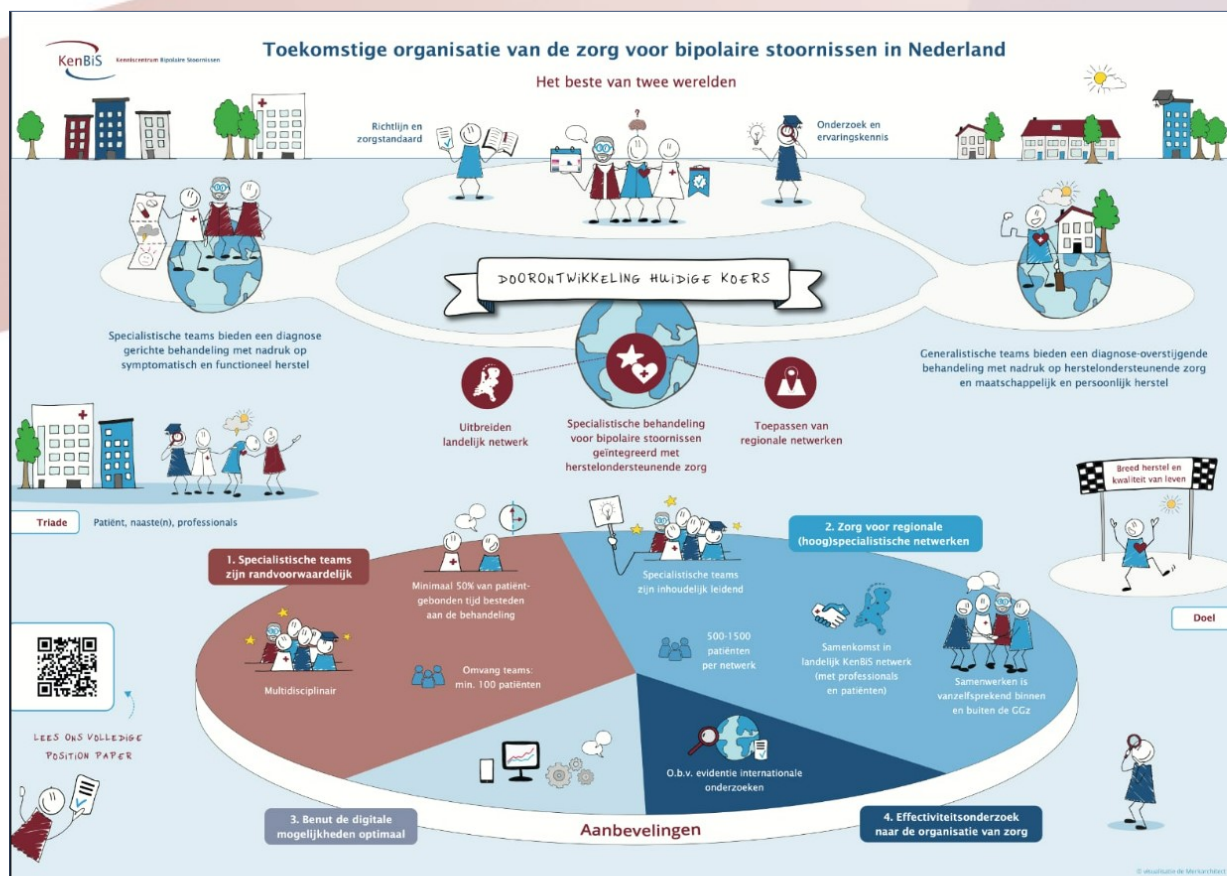 KenBiS
Kenniscentrum Bipolaire Stoornissen
Toekomstige organisatie van de zorg voor bipolaire stoornissen in Nederland
Het beste van twee werelden
Richtlijn en
zorgstandaard
Onderzoek en
ervaringskennis
DOORONTWIKKELING HUIDIGE KOERS
Specialistische teams bieden een diagnose
gerichte behandeling met nadruk op
symptomatisch en functioneel herstel
Generalistische teams bieden een diagnose-overstijgende
behandeling met nadruk op herstelondersteunende zorg
en maatschappelijk en persoonlijk herstel
Uitbreiden
landelijk netwerk
Specialistische behandeling
voor bipolaire stoornissen
geïntegreerd met
herstelondersteunende zorg
Toepassen van
regionale netwerken
Triade
Patiënt, naaste(n), professionals
Breed herstel en
kwaliteit van leven
Doel
1. Specialistische teams
zijn randvoorwaardelijk
Minimaal 50% van patiënt-
gebonden tijd besteden
aan de behandeling
Multidisciplinair
Omvang teams:
min. 100 patiënten
2. Zorg voor regionale
(hoog)specialistische netwerken
Specialistische teams
zijn inhoudelijk leidend
500-1500
patiënten
per netwerk
Samenkomst in
landelijk KenBiS netwerk
(met professionals
en patiënten)
Samenwerken is
vanzelfsprekend binnen
en buiten de GGz
LEES ONS VOLLEDIGE
POSITION PAPER
3. Benut de digitale
mogelijkheden optimaal
O.b.v. evidentie internationale
onderzoeken
4. Effectiviteitsonderzoek
naar de organisatie van zorg
Aanbevelingen
© visualisatie de Merkarchitect